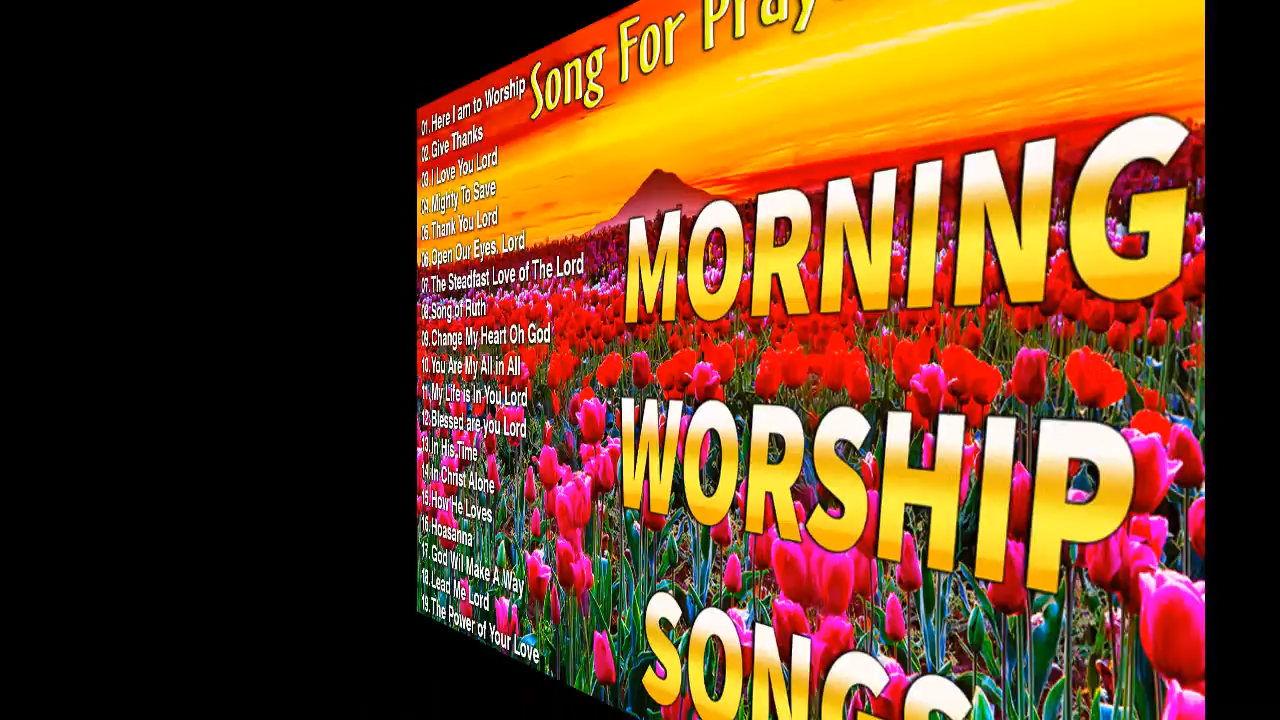 Song For Pray
01. Here I am to Worship
02. Give Thanks
03. I Love You Lord
04. Mighty To Save
05. Thank You Lord
06. Open Our Eyes, Lord
07. The Steadfast Love of The Lord
08. Song of Ruth
09. Change My Heart Oh God
10. You Are My All in All
11. My Life is In You Lord
12. Blessed are you Lord
13. In His Time
14. In Christ Alone
15. How He Loves
16. Hoasanna
17. God Wil Make A Way
18. Lead Me Lord
19. The Power of Your Love
MORNING
WORSHIP
SONGS